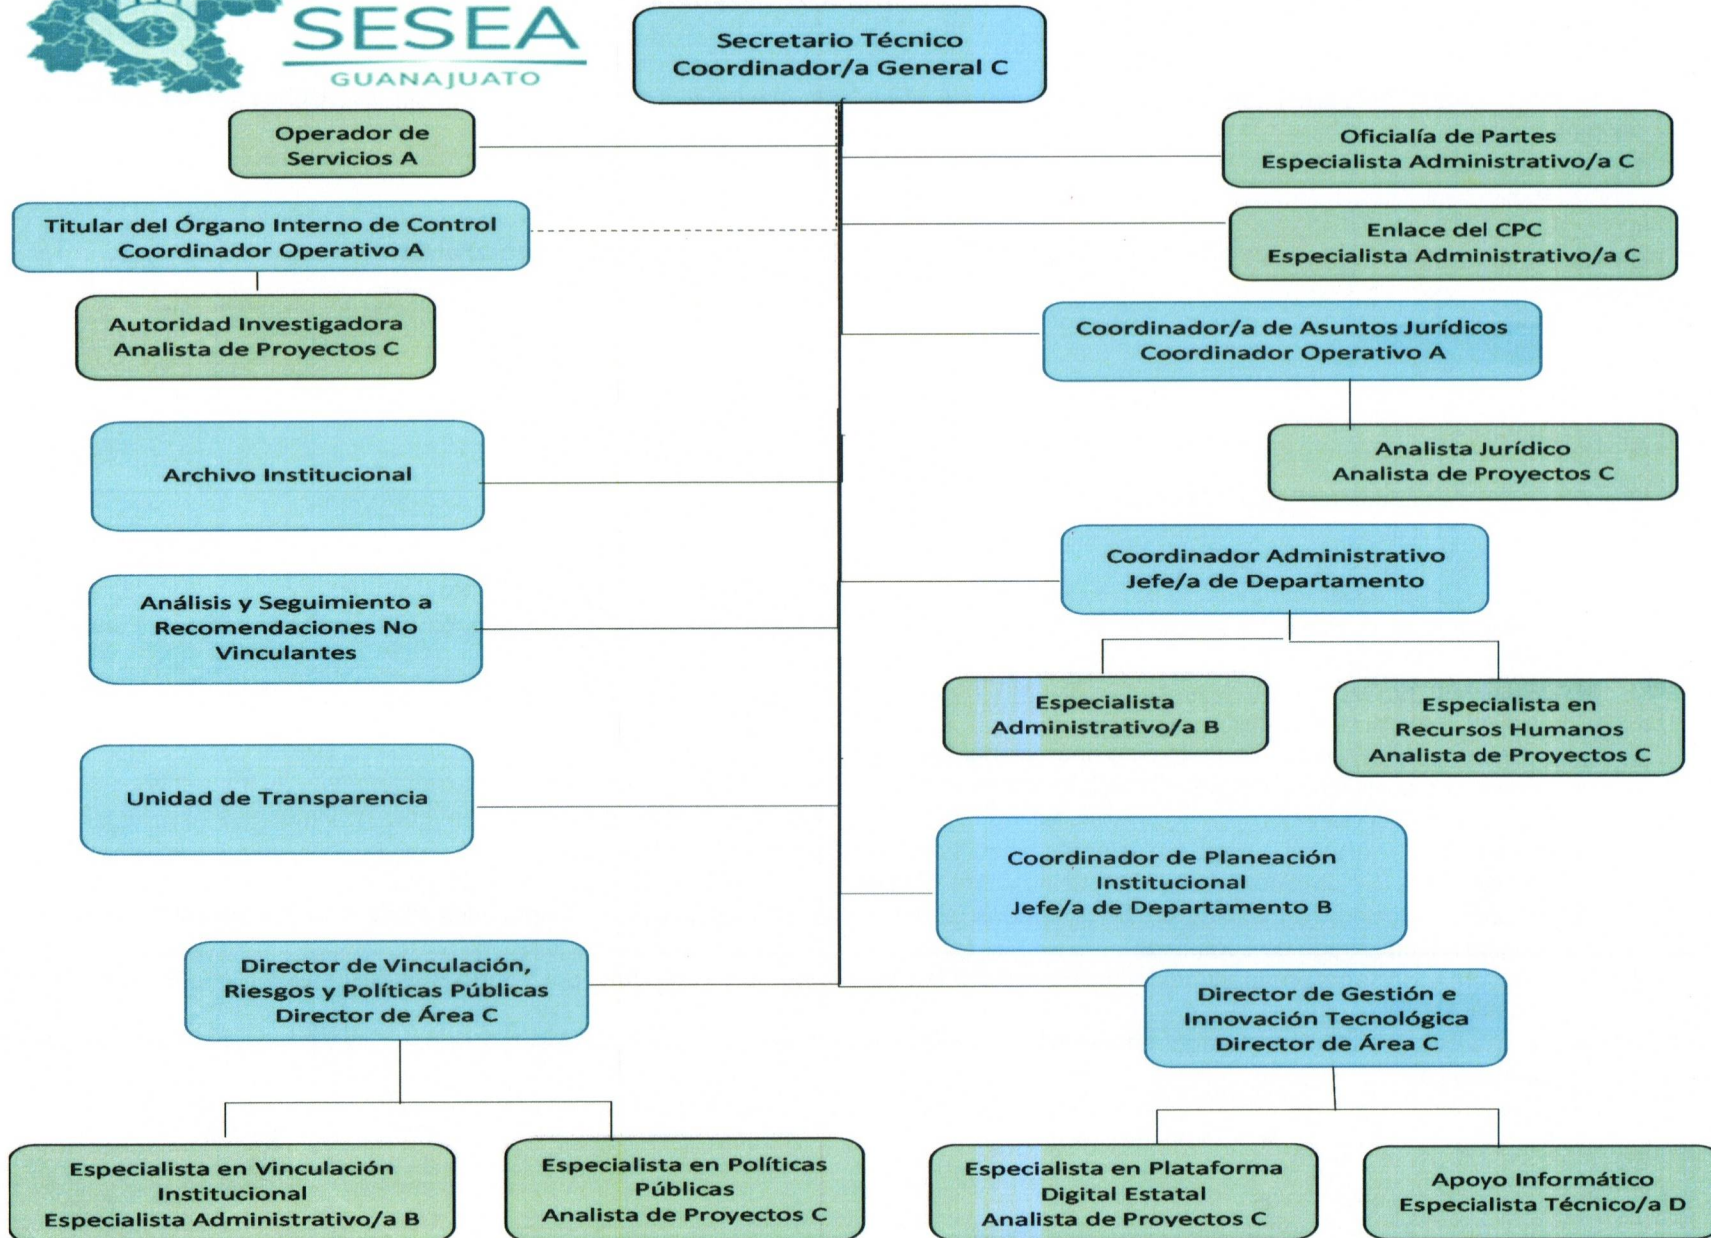 SESEA
GUANAJUATO
Secretario Técnico
Coordinador/a General C
Operador de
Servicios A
Oficialía de Partes
Especialista Administrativo/a C
Titular del Órgano Interno de Control
Coordinador Operativo A
Enlace del CPC
Especialista Administrativo/a C
Autoridad Investigadora
Analista de Proyectos C
Coordinador/a de Asuntos Jurídicos
Coordinador Operativo A
Archivo Institucional
Analista Jurídico
Analista de Proyectos C
Coordinador Administrativo
Jefe/a de Departamento
Análisis y Seguimiento a
Recomendaciones No
Vinculantes
Especialista
Administrativo/a B
Especialista en
Recursos Humanos
Analista de Proyectos C
Unidad de Transparencia
Coordinador de Planeación
Institucional
Jefe/a de Departamento B
Director de Vinculación,
Riesgos y Políticas Públicas
Director de Área C
Director de Gestión e
Innovación Tecnológica
Director de Área C
Especialista en Vinculación
Institucional
Especialista Administrativo/a B
Especialista en Políticas
Públicas
Analista de Proyectos C
Especialista en Plataforma
Digital Estatal
Analista de Proyectos C
Apoyo Informático
Especialista Técnico/a D